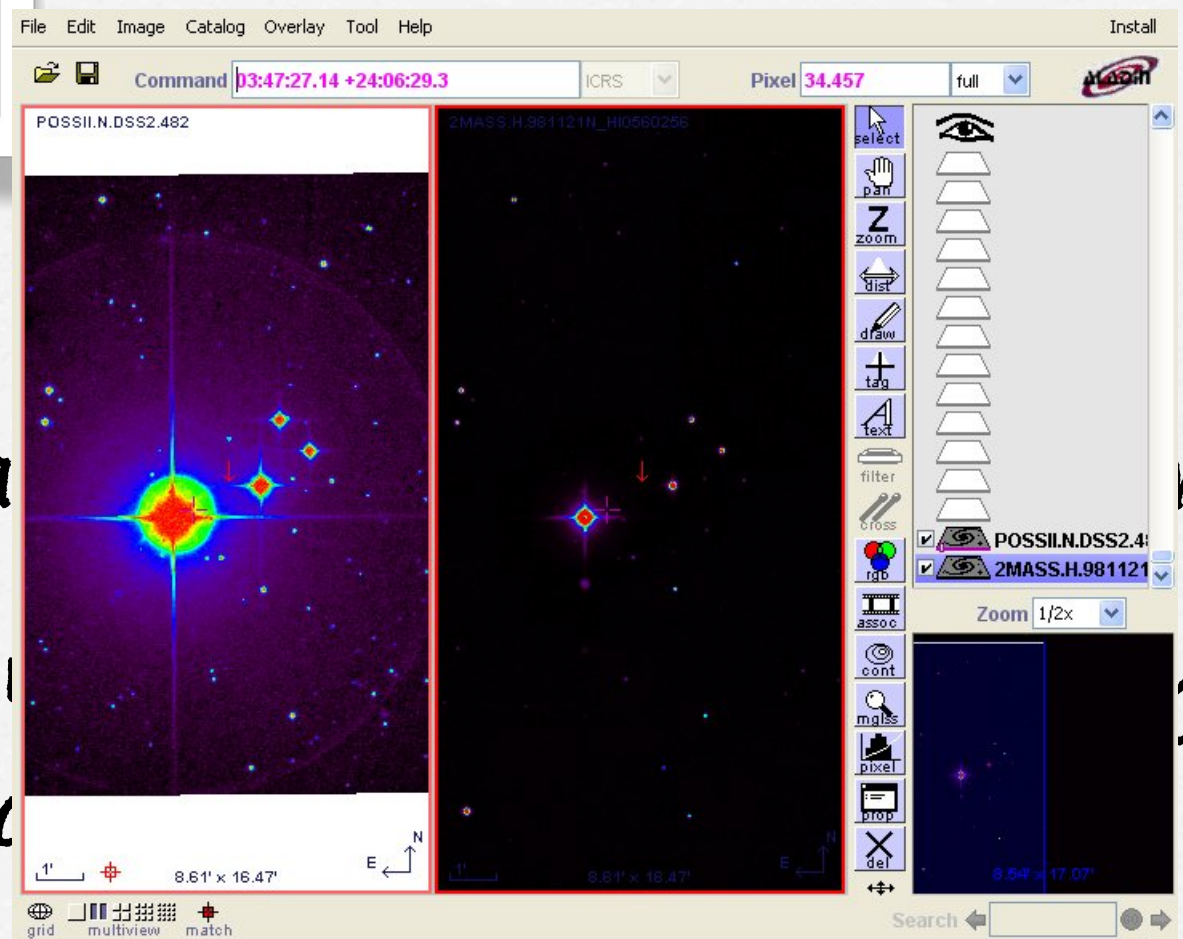 File Edit Image Catalog Overlay Tool Help Install
Command 03:47:27.14 +24:06:29.3 ICRS Pixel 34.457 full ALADIN
POSSII.N.DSS2.482
2MASS.H.981121N_HI0560256
select
pan
Z
zoom
dist
draw
tag
A
text
filter
cross
rgb
assoc
cont
mglss
pixel
prop
del
POSSII.N.DSS2.4
2MASS.H.981121
Zoom 1/2x
1' 8.61' x 16.47' E N
1' 8.61' x 16.47' E N
8.54' x 17.07'
grid multiview match Search